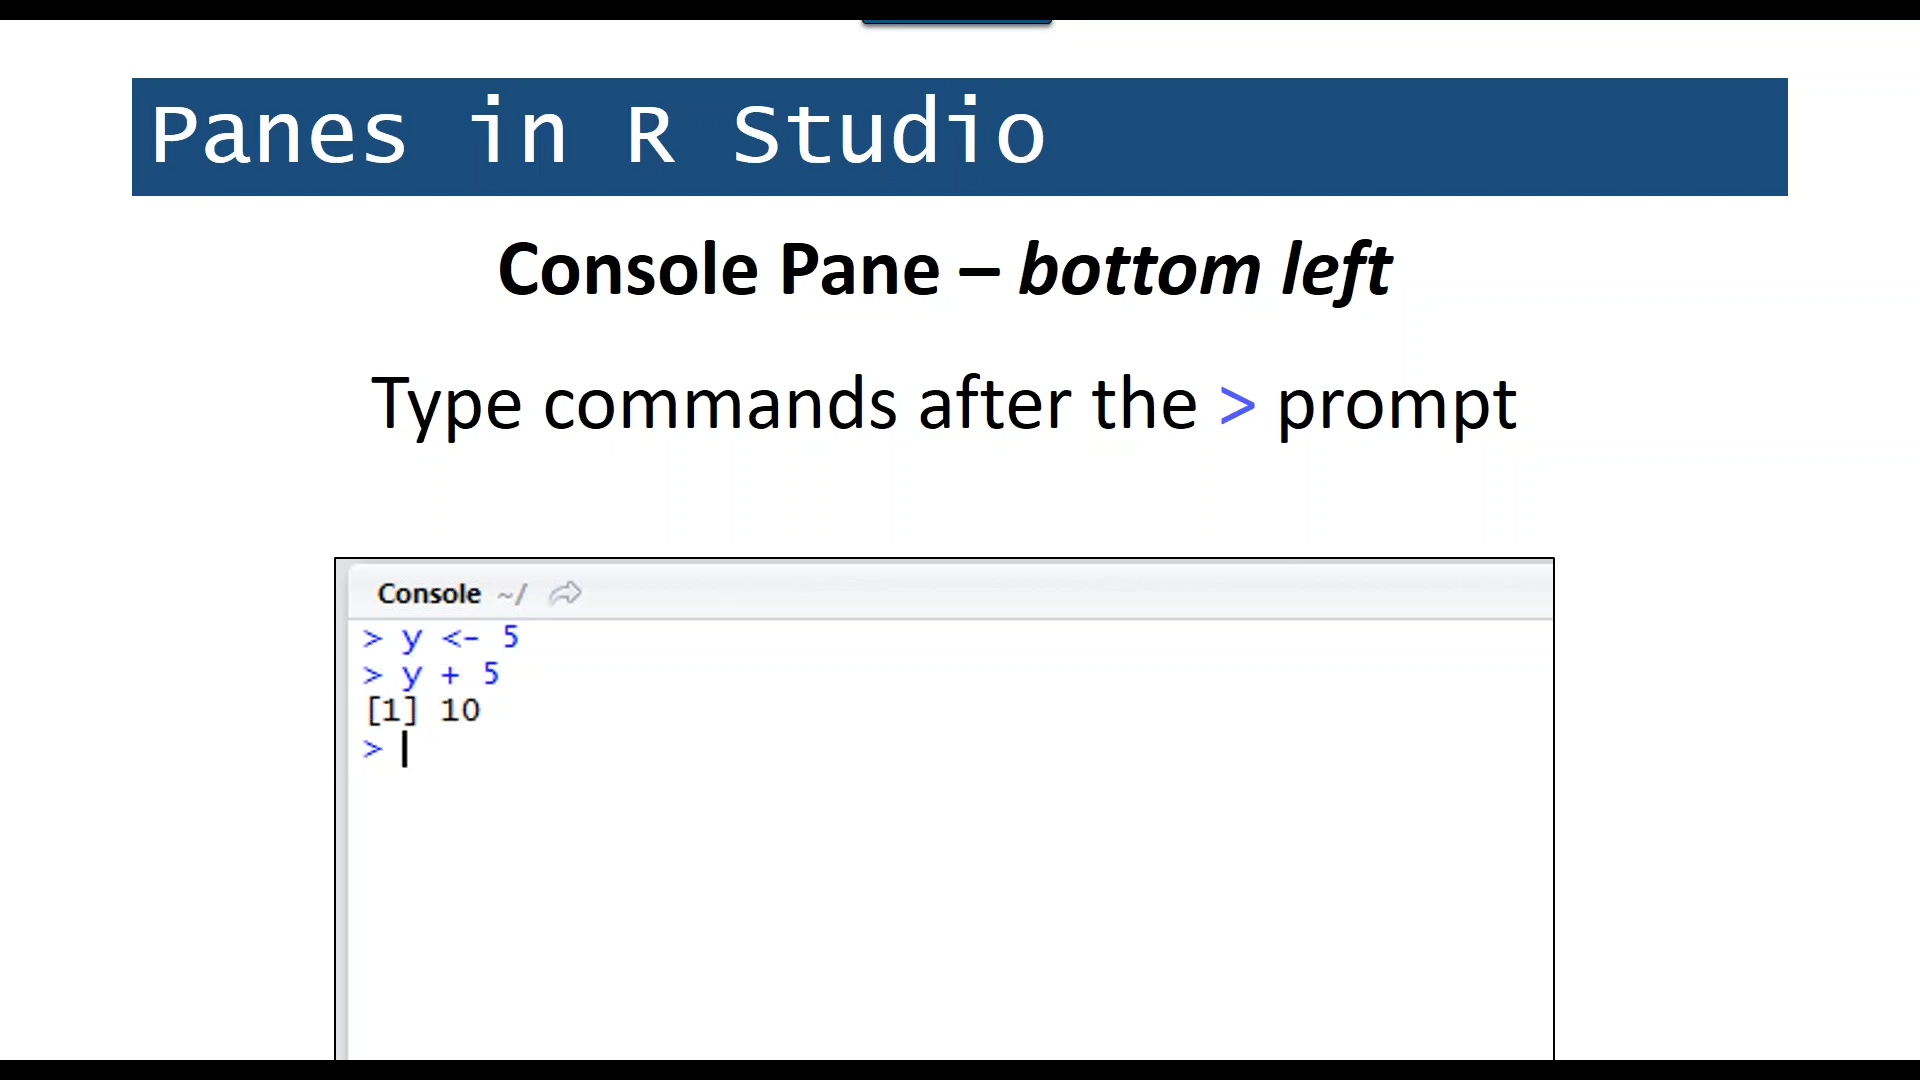 Panes in R Studio
Console Pane – bottom left
Type commands after the > prompt
Console ~/
> y <- 5
> y + 5
[1] 10
>